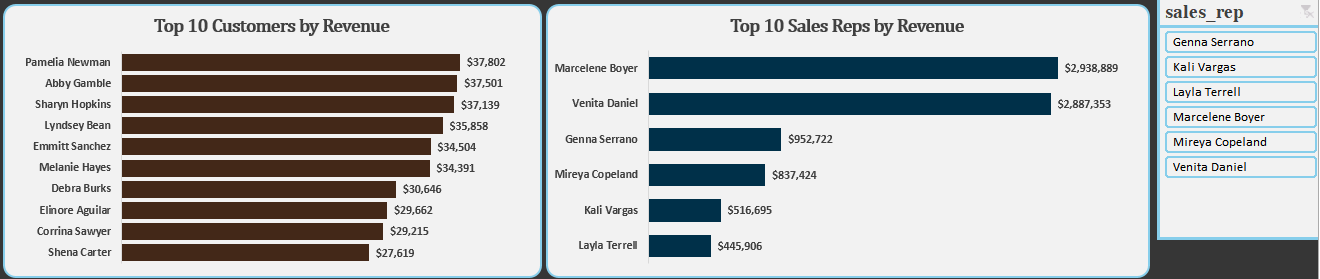 Top 10 Customers by Revenue
Pamelia Newman $37,802
Abby Gamble $37,501
Sharyn Hopkins $37,139
Lyndsey Bean $35,858
Emmitt Sanchez $34,504
Melanie Hayes $34,391
Debra Burks $30,646
Elinore Aguilar $29,662
Corrina Sawyer $29,215
Shena Carter $27,619
Top 10 Sales Reps by Revenue
Marcelene Boyer $2,938,889
Venita Daniel $2,887,353
Genna Serrano $952,722
Mireya Copeland $837,424
Kali Vargas $516,695
Layla Terrell $445,906
sales_rep
Genna Serrano
Kali Vargas
Layla Terrell
Marcelene Boyer
Mireya Copeland
Venita Daniel